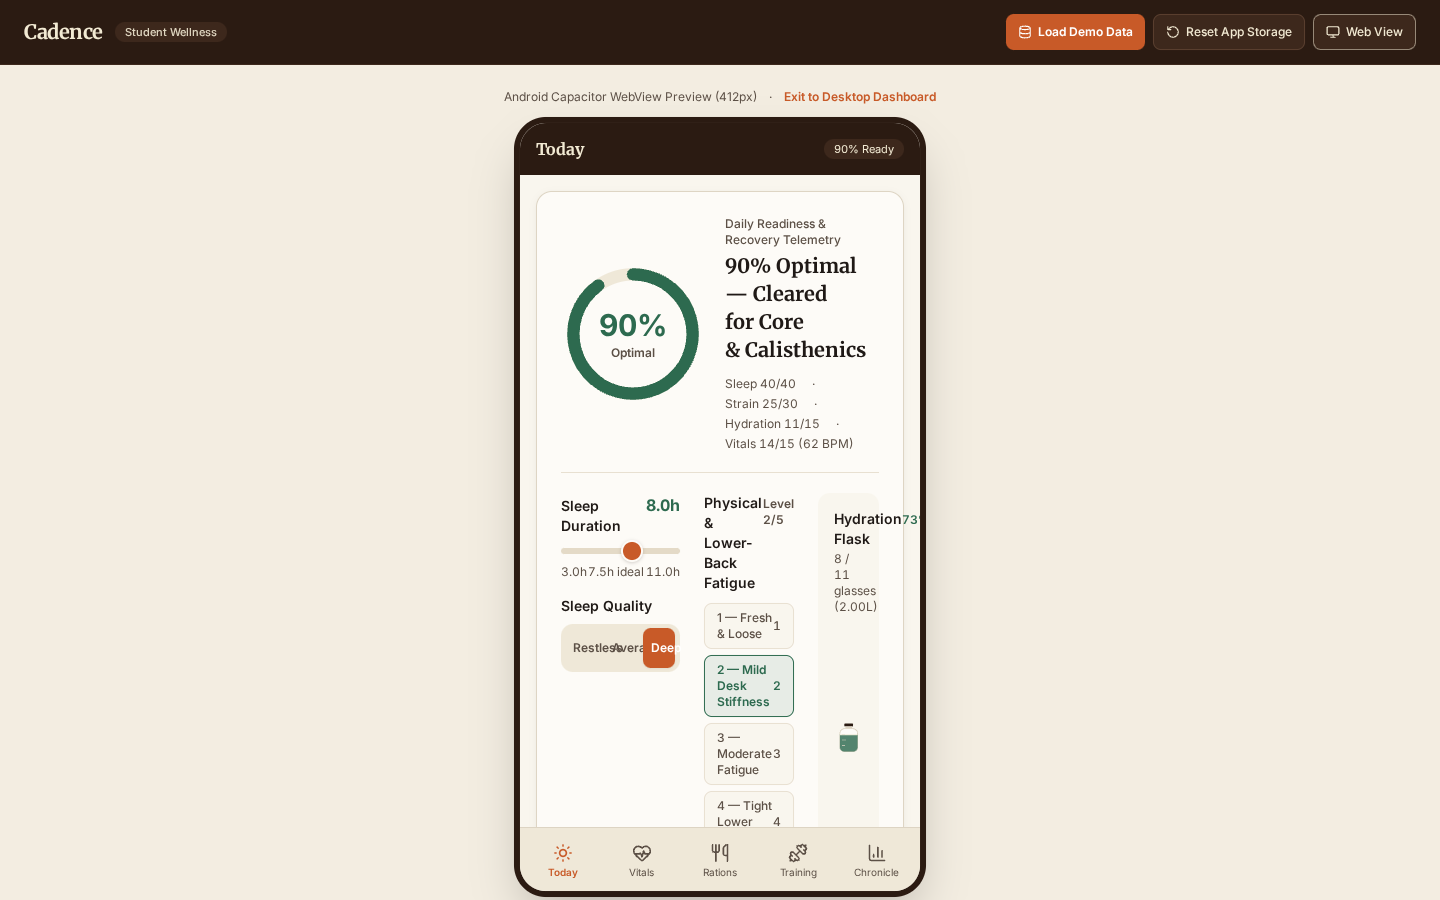 Cadence
Student Wellness
Load Demo Data
Reset App Storage
Web View
Android Capacitor WebView Preview (412px) · Exit to Desktop Dashboard
Today
90% Ready
90%
Optimal
Daily Readiness &
Recovery Telemetry
90% Optimal
— Cleared
for Core
& Calisthenics
Sleep 40/40 ·
Strain 25/30 ·
Hydration 11/15 ·
Vitals 14/15 (62 BPM)
Sleep
Duration
8.0h
3.0h 7.5h ideal 11.0h
Sleep Quality
Restless
Deep
Physical
&
Lower-
Back
Fatigue
Level
2/5
1 — Fresh
& Loose
1
2 — Mild
Desk
Stiffness
2
3 —
Moderate
Fatigue
3
4 — Tight
Lower
4
Hydration
Flask
73
8 /
11
glasses
(2.00L)
Today
Vitals
Rations
Training
Chronicle